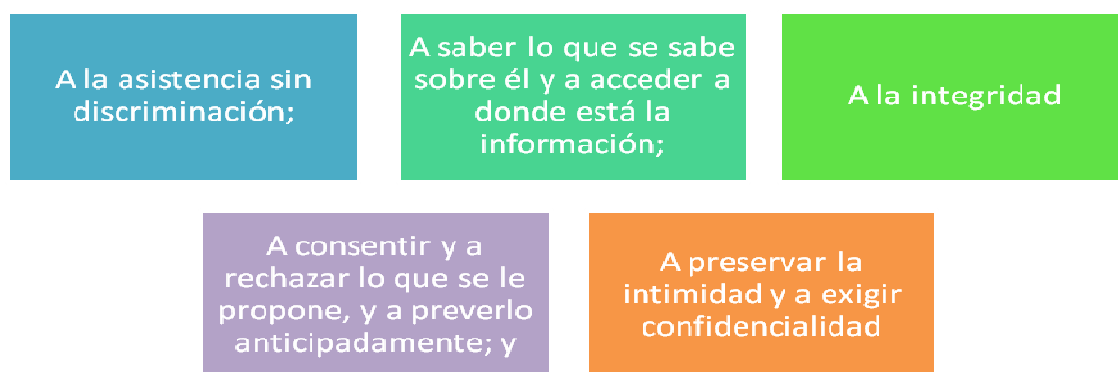 A la asistencia sin
discriminación;
A saber lo que se sabe
sobre él y a acceder a
donde está la
información;
A la integridad
A consentir y a
rechazar lo que se le
propone, y a preverlo
anticipadamente; y
A preservar la
intimidad y a exigir
confidencialidad